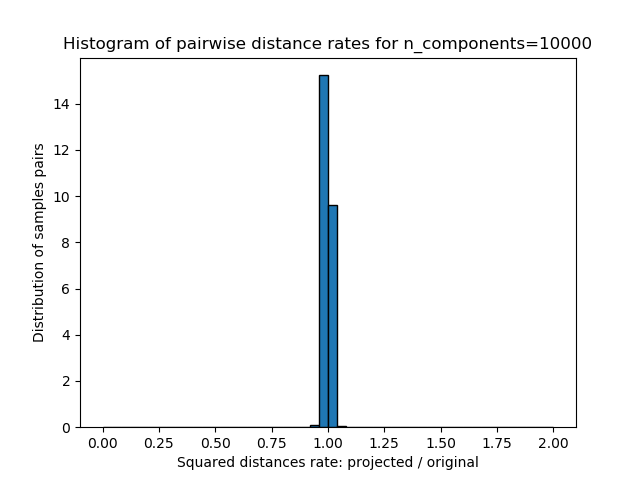 Histogram of pairwise distance rates for n_components=10000
14
12
10
8
6
4
2
0
Distribution of samples pairs
0.00 0.25 0.50 0.75 1.00 1.25 1.50 1.75 2.00
Squared distances rate: projected / original